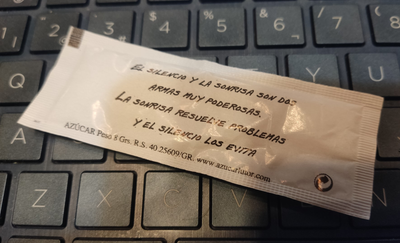 El silencio y la sonrisa son dos
armas muy poderosas.
La sonrisa resuelve problemas
y el silencio los evita
AZÚCAR Peso 8 Grs. R.S. 40.25609/GR.
Q
A
Z
X
C
V
B
N
M